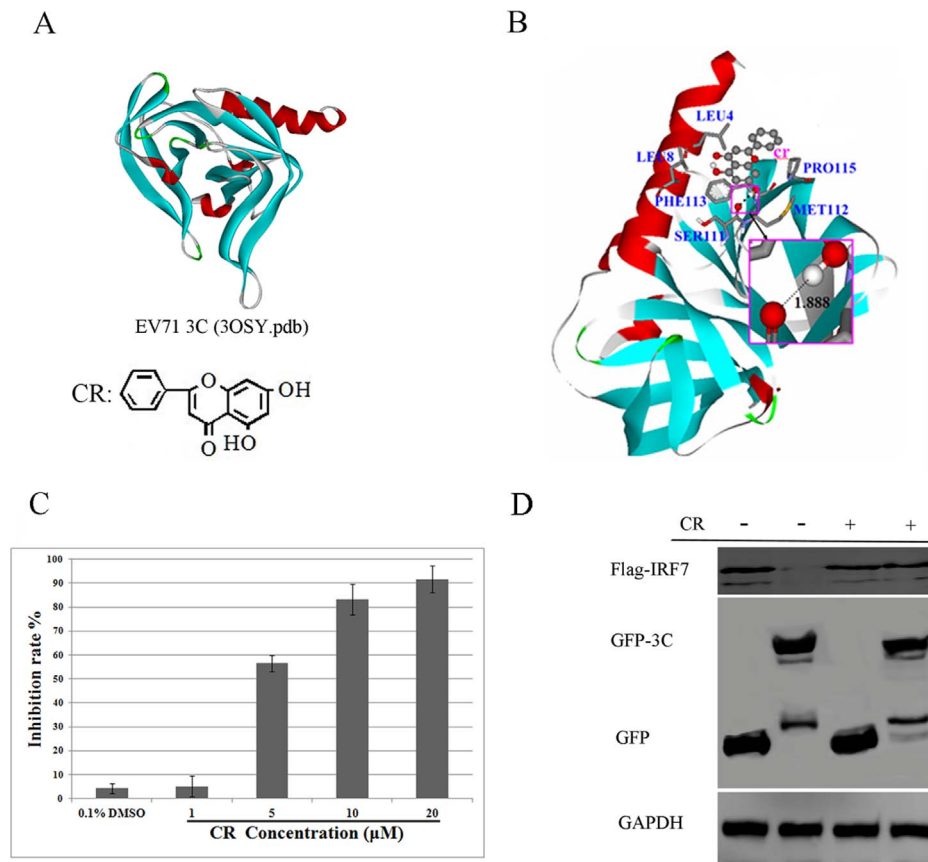 A
EV71 3C (3OSY.pdb)
CR:
O
OH
O
HO
B
LEU4
cr
LEU8
PRO115
PHE113
MET112
SER111
1.888
C
Inhibition rate %
100
90
80
70
60
50
40
30
20
10
0
0.1% DMSO 1 5 10 20
CR Concentration (μM)
D
CR - - + +
Flag-IRF7
GFP-3C
GFP
GAPDH